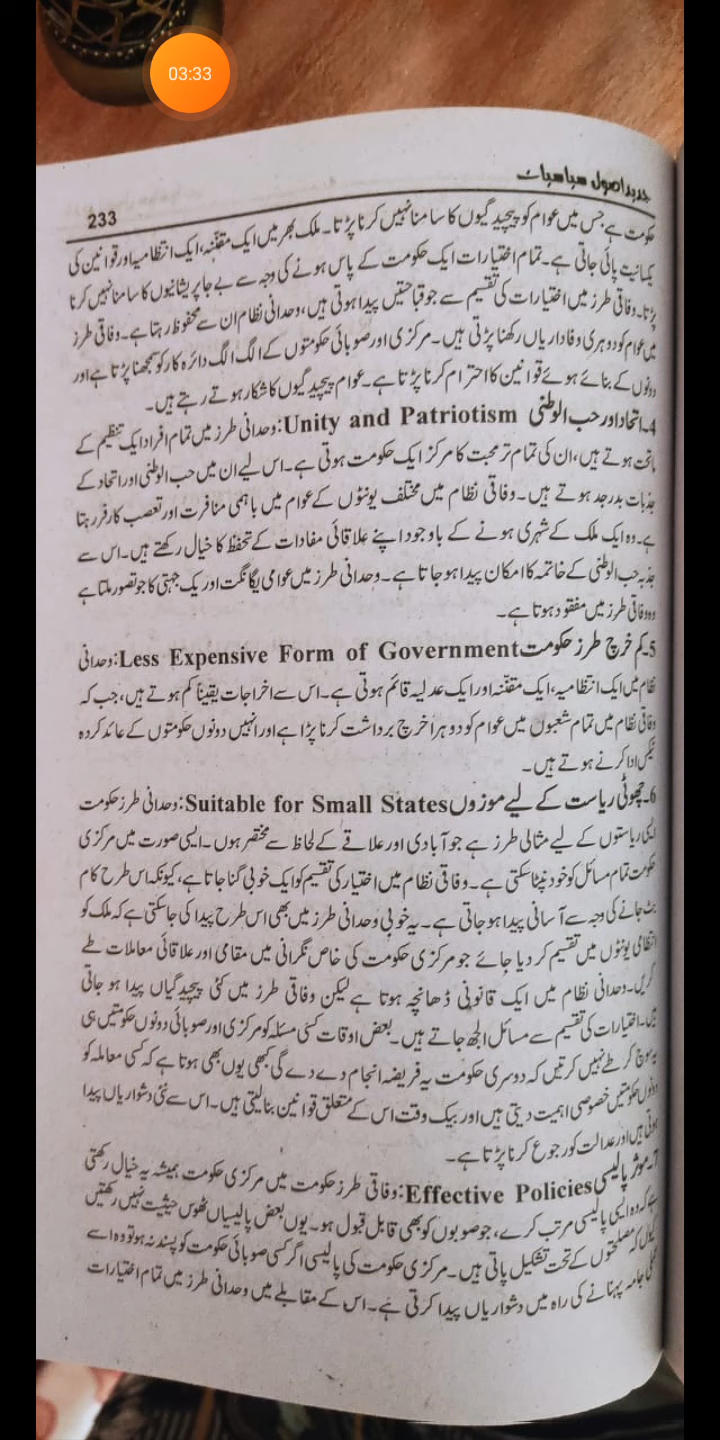 03:33
جدید اصول سیاسیات
233
حکومت ہے جس میں عوام کو پیچیدگیوں کا سامنا نہیں کرنا پڑتا۔ ملک بھر میں ایک مقننہ، ایک انتظامیہ اور قوانین کی
یکسانیت پائی جاتی ہے۔ تمام اختیارات ایک حکومت کے پاس ہونے کی وجہ سے بے جا پریشانیوں کا سامنا نہیں کرنا
پڑتا۔ وفاقی طرز میں اختیارات کی تقسیم سے جو قباحتیں پیدا ہوتی ہیں، وحدانی نظام ان سے محفوظ رہتا ہے۔ وفاقی طرز
میں عوام کو دوہری وفاداریاں رکھنا پڑتی ہیں۔ مرکزی اور صوبائی حکومتوں کے الگ الگ دائرہ کار کو سمجھنا پڑتا ہے اور
دونوں کے بنائے ہوئے قوانین کا احترام کرنا پڑتا ہے۔ عوام پیچیدگیوں کا شکار ہوتے رہتے ہیں۔
4۔ اتحاد اور حب الوطنی Unity and Patriotism: وحدانی طرز میں تمام افراد ایک تنظیم کے
ماتحت ہوتے ہیں، ان کی تمام تر محبت کا مرکز ایک حکومت ہوتی ہے۔ اس لیے ان میں حب الوطنی اور اتحاد کے
جذبات بدرجہ ہوتے ہیں۔ وفاقی نظام میں مختلف یونٹوں کے عوام میں باہمی منافرت اور تعصب کارفرما رہتا
ہے۔ وہ ایک ملک کے شہری ہونے کے باوجود اپنے علاقائی مفادات کے تحفظ کا خیال رکھتے ہیں۔ اس سے
جذبہ حب الوطنی کے خاتمہ کا امکان پیدا ہو جاتا ہے۔ وحدانی طرز میں عوامی یگانگت اور یک جہتی کا جو تصور ملتا ہے
وہ وفاقی طرز میں مفقود ہوتا ہے۔
5۔ کم خرچ طرز حکومت Less Expensive Form of Government: وحدانی
نظام میں ایک انتظامیہ، ایک مقننہ اور ایک عدلیہ قائم ہوتی ہے۔ اس سے اخراجات یقیناً کم ہوتے ہیں، جب کہ
وفاقی نظام میں تمام شعبوں میں عوام کو دوہرا خرچ برداشت کرنا پڑا ہے اور انہیں دونوں حکومتوں کے عائد کردہ
ٹیکس ادا کرنے ہوتے ہیں۔
6۔ چھوٹی ریاست کے لیے موزوں Suitable for Small States: وحدانی طرز حکومت
ایسی ریاستوں کے لیے مثالی طرز ہے جو آبادی اور علاقے کے لحاظ سے مختصر ہوں۔ ایسی صورت میں مرکزی
حکومت تمام مسائل کو خود نپٹا سکتی ہے۔ وفاقی نظام میں اختیار کی تقسیم کو ایک خوبی گنا جاتا ہے، کیونکہ اس طرح کام
بٹ جانے کی وجہ سے آسانی پیدا ہو جاتی ہے۔ یہ خوبی وحدانی طرز میں بھی اس طرح پیدا کی جا سکتی ہے کہ ملک کو
انتظامی یونٹوں میں تقسیم کر دیا جائے جو مرکزی حکومت کی خاص نگرانی میں مقامی اور علاقائی معاملات طے
کریں۔ وحدانی نظام میں ایک قانونی ڈھانچہ ہوتا ہے لیکن وفاقی طرز میں کئی پیچیدگیاں پیدا ہو جاتی
ہیں۔ اختیارات کی تقسیم سے مسائل الجھ جاتے ہیں۔ بعض اوقات کسی مسئلہ کو مرکزی اور صوبائی دونوں حکومتیں ہی
یہ سوچ کر طے نہیں کرتیں کہ دوسری حکومت یہ فریضہ انجام دے دے گی کبھی یوں بھی ہوتا ہے کہ کسی معاملہ کو
دونوں حکومتیں خصوصی اہمیت دیتی ہیں اور بیک وقت اس کے متعلق قوانین بنا لیتی ہیں۔ اس سے نئی دشواریاں پیدا
ہوتی ہیں اور عدالت کو رجوع کرنا پڑتا ہے۔
7۔ موثر پالیسی Effective Policies: وفاقی طرز حکومت میں مرکزی حکومت ہمیشہ یہ خیال رکھتی
ہے کہ وہ ایسی پالیسی مرتب کرے، جو صوبوں کو بھی قابل قبول ہو۔ یوں بعض پالیسیاں ٹھوس حیثیت نہیں رکھتیں
کیوں کہ مصلحتوں کے تحت تشکیل پاتی ہیں۔ مرکزی حکومت کی پالیسی اگر کسی صوبائی حکومت کو پسند نہ ہو تو وہ اسے
عملی جامہ پہنانے کی راہ میں دشواریاں پیدا کرتی ہے۔ اس کے مقابلے میں وحدانی طرز میں تمام اختیارات